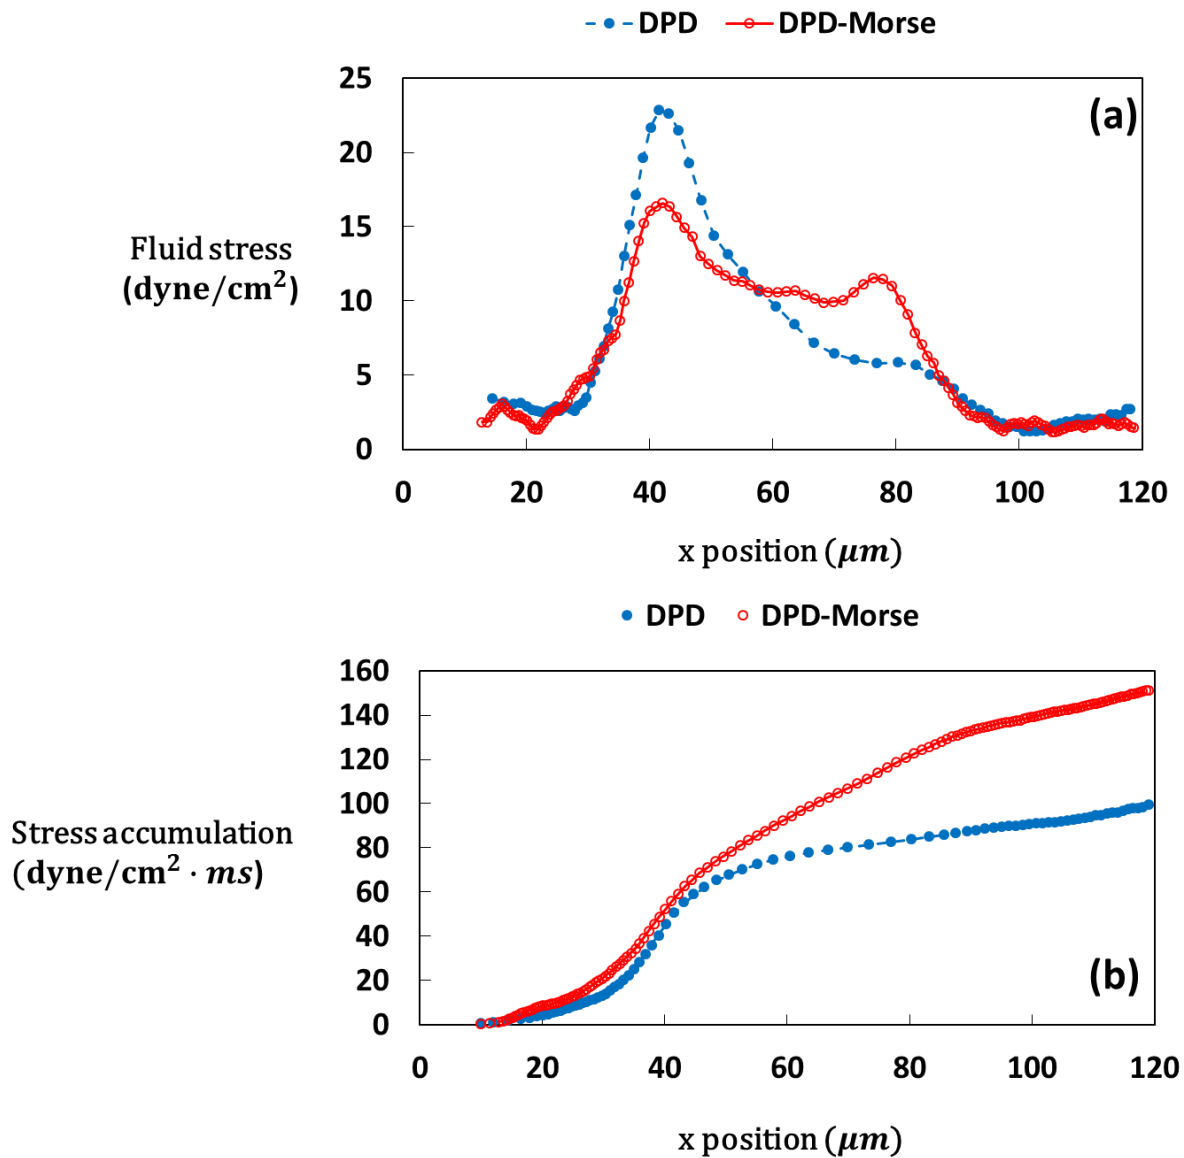 DPD DPD-Morse
25
(a)
20
15
Fluid stress
(dyne/cm²)
10
5
0
0 20 40 60 80 100 120
x position (μm)
DPD DPD-Morse
160
140
120
100
Stress accumulation
80
(dyne/cm² · ms)
60
40
(b)
20
0
0 20 40 60 80 100 120
x position (μm)